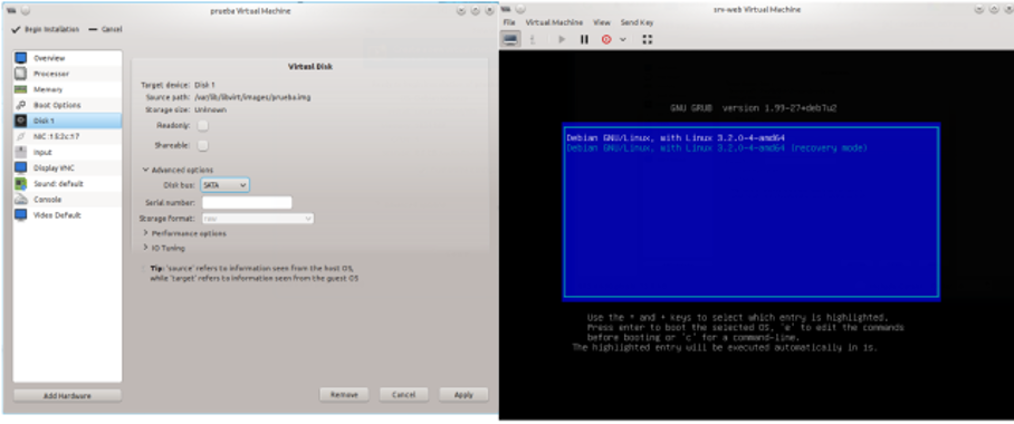 prueba Virtual Machine
Begin Installation Cancel
Overview
Processor
Memory
Boot Options
Disk 1
NIC :15:2c:17
Input
Display VNC
Sound: default
Console
Video Default
Add Hardware
Virtual Disk
Target device: Disk 1
Source path: /var/lib/libvirt/images/prueba.img
Storage size: Unknown
Readonly:
Shareable:
Advanced options
Disk bus: SATA
Serial number:
Storage format: raw
Performance options
IO Tuning
Tip: 'source' refers to information seen from the host OS,
while 'target' refers to information seen from the guest OS
Remove Cancel Apply
srv-web Virtual Machine
File Virtual Machine View Send Key
GNU GRUB version 1.99-27+deb7u2
Debian GNU/Linux, with Linux 3.2.0-4-amd64
Debian GNU/Linux, with Linux 3.2.0-4-amd64 (recovery mode)
Use the and keys to select which entry is highlighted.
Press enter to boot the selected OS, 'e' to edit the commands
before booting or 'c' for a command-line.
The highlighted entry will be executed automatically in 1s.